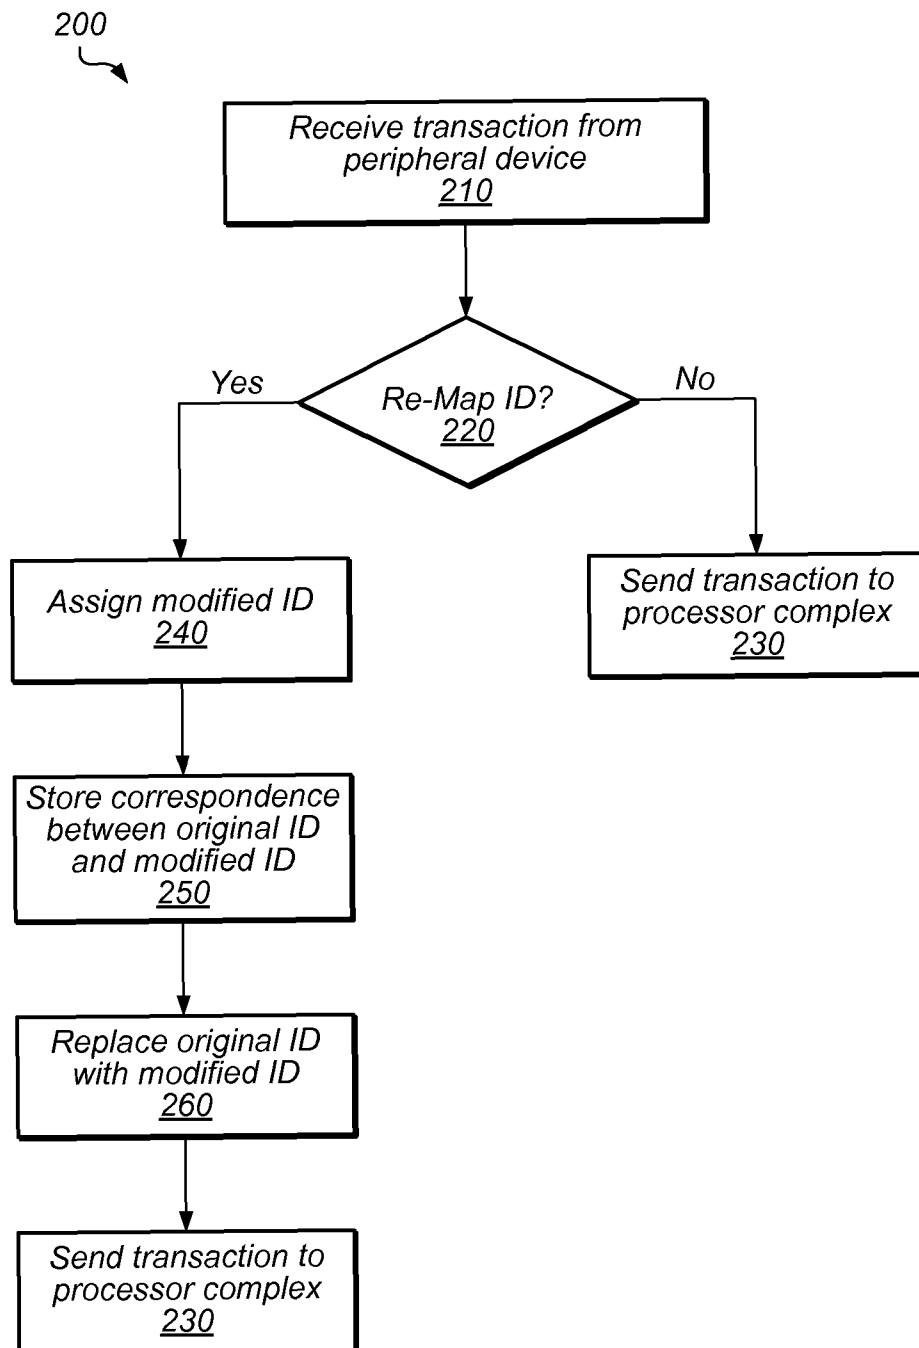 200
Receive transaction from
peripheral device
210
Yes
No
Re-Map ID?
220
Assign modified ID
240
Send transaction to
processor complex
230
Store correspondence
between original ID
and modified ID
250
Replace original ID
with modified ID
260
Send transaction to
processor complex
230